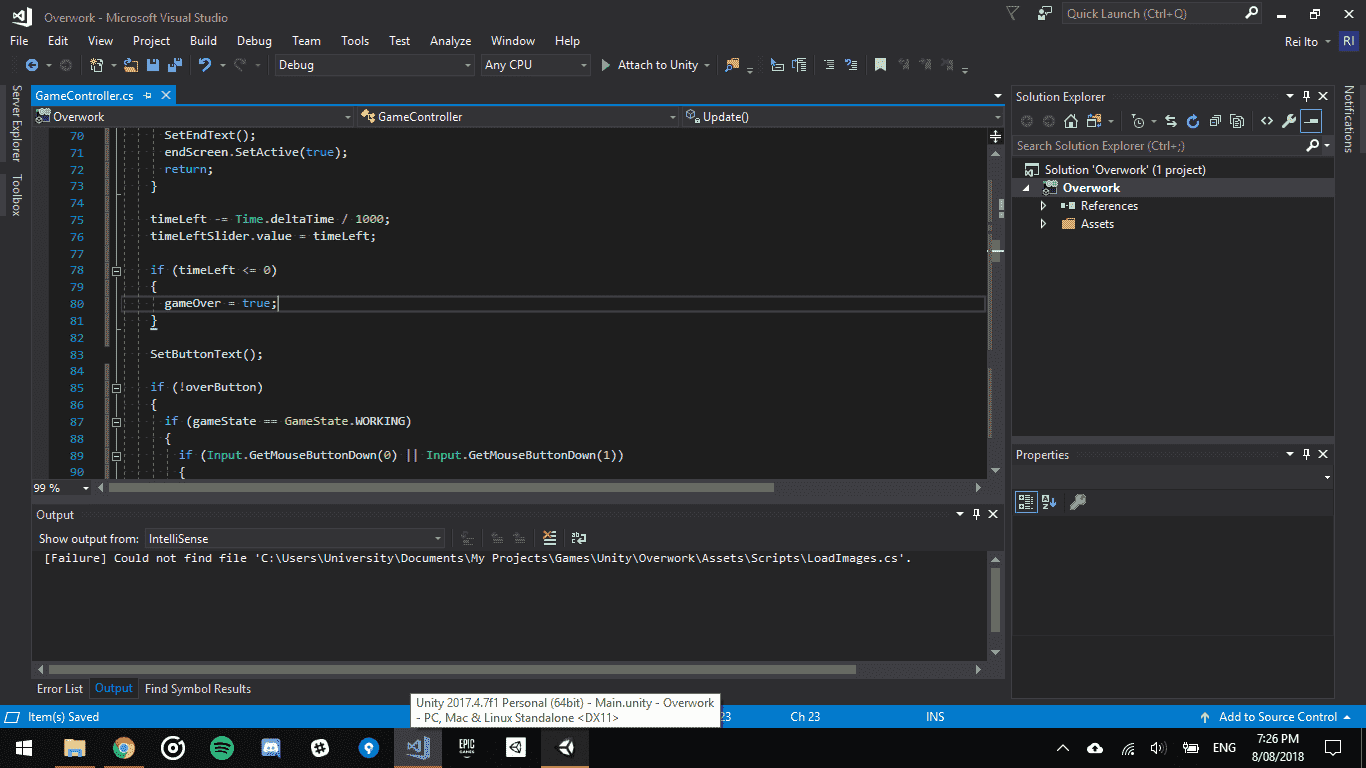 Overwork - Microsoft Visual Studio
Quick Launch (Ctrl+Q)
File Edit View Project Build Debug Team Tools Test Analyze Window Help
Rei Ito RI
Debug Any CPU Attach to Unity
Server Explorer
Toolbox
GameController.cs
Overwork GameController Update()
70 SetEndText();
71 endScreen.SetActive(true);
72 return;
73 }
74
75 timeLeft -= Time.deltaTime / 1000;
76 timeLeftSlider.value = timeLeft;
77
78 if (timeLeft <= 0)
79 {
80 gameOver = true;
81 }
82
83 SetButtonText();
84
85 if (!overButton)
86 {
87 if (gameState == GameState.WORKING)
88 {
89 if (Input.GetMouseButtonDown(0) || Input.GetMouseButtonDown(1))
90 {
99 %
Solution Explorer
Search Solution Explorer (Ctrl+;)
Solution 'Overwork' (1 project)
Overwork
References
Assets
Notifications
Properties
Output
Show output from: IntelliSense
[Failure] Could not find file 'C:\Users\University\Documents\My Projects\Games\Unity\Overwork\Assets\Scripts\LoadImages.cs'.
Error List Output Find Symbol Results
Unity 2017.4.7f1 Personal (64bit) - Main.unity - Overwork
- PC, Mac & Linux Standalone <DX11>
Item(s) Saved 23 Ch 23 INS Add to Source Control
EPIC
GAMES
ENG
7:26 PM
8/08/2018